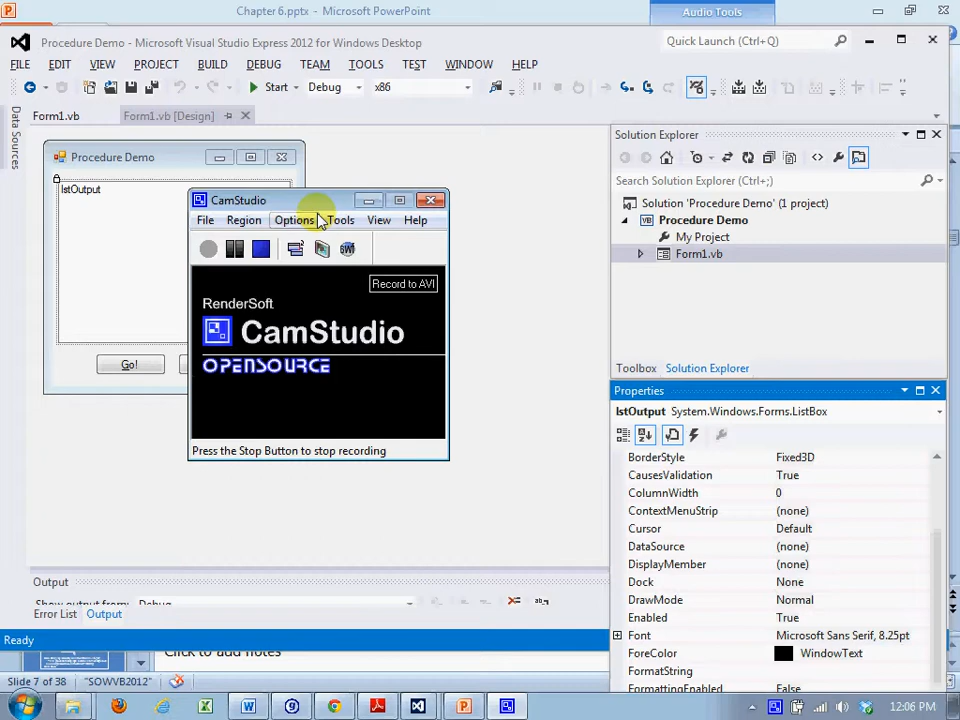 Chapter 6.pptx - Microsoft PowerPoint
Audio Tools
Procedure Demo - Microsoft Visual Studio Express 2012 for Windows Desktop
Quick Launch (Ctrl+Q)
FILE EDIT VIEW PROJECT BUILD DEBUG TEAM TOOLS TEST WINDOW HELP
Start Debug x86
Form1.vb Form1.vb [Design]
Data Sources
Solution Explorer
Procedure Demo
Search Solution Explorer (Ctrl+;)
lstOutput
Solution 'Procedure Demo' (1 project)
Procedure Demo
My Project
Form1.vb
CamStudio
File Region Options Tools View Help
Record to AVI
RenderSoft
CamStudio
OPENSOURCE
Go!
Press the Stop Button to stop recording
Toolbox Solution Explorer
Properties
lstOutput System.Windows.Forms.ListBox
BorderStyle Fixed3D
CausesValidation True
ColumnWidth 0
ContextMenuStrip (none)
Cursor Default
DataSource (none)
DisplayMember (none)
Dock None
DrawMode Normal
Enabled True
Font Microsoft Sans Serif, 8.25pt
ForeColor WindowText
FormatString
FormattingEnabled False
Output
Show output from: Debug
Error List Output
Ready
Click to add notes
Slide 7 of 38 "SOWVB2012"
12:06 PM